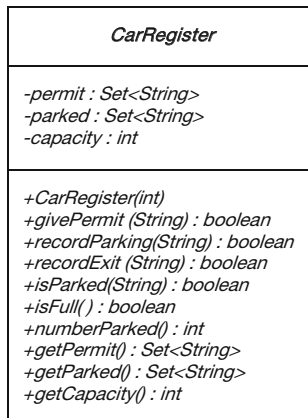 CarRegister
-permit : Set<String>
-parked : Set<String>
-capacity : int
+CarRegister(int)
+givePermit (String) : boolean
+recordParking(String) : boolean
+recordExit (String) : boolean
+isParked(String) : boolean
+isFull( ) : boolean
+numberParked() : int
+getPermit() : Set<String>
+getParked() : Set<String>
+getCapacity() : int